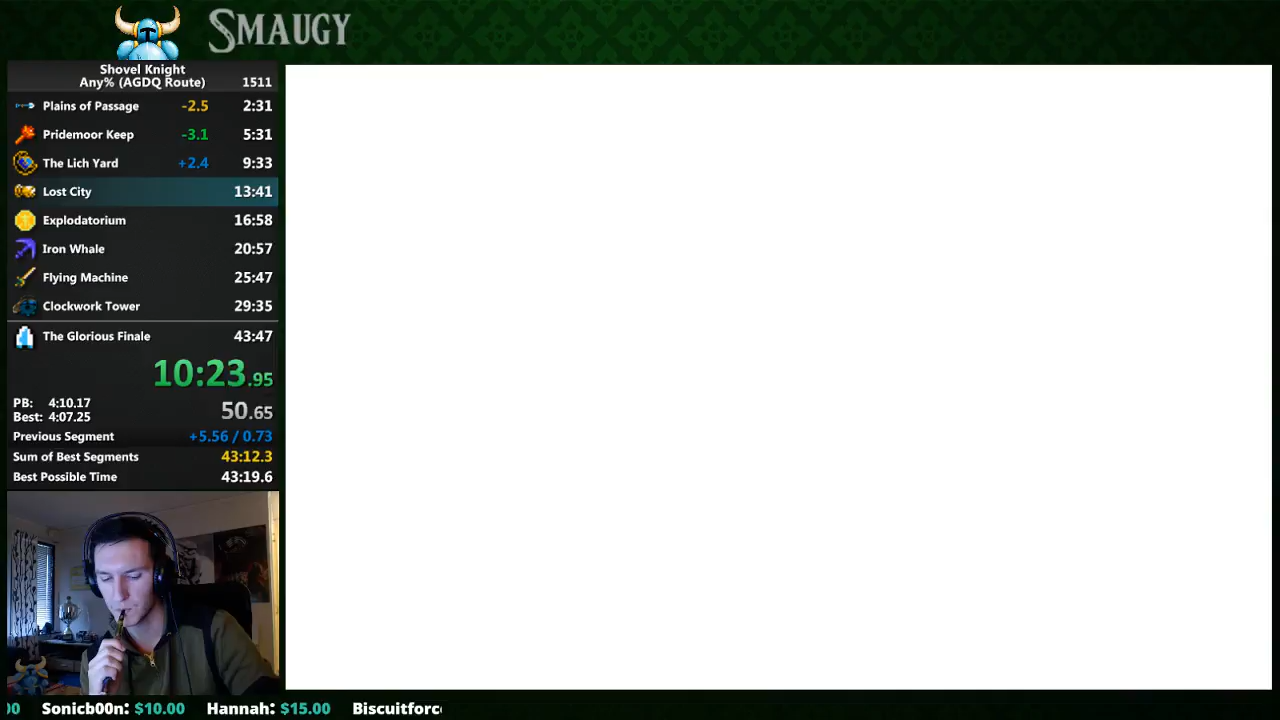 SMAUGY
Shovel Knight
Any% (AGDQ Route) 1511
Plains of Passage -2.5 2:31
Pridemoor Keep -3.1 5:31
The Lich Yard +2.4 9:33
Lost City 13:41
Explodatorium 16:58
Iron Whale 20:57
Flying Machine 25:47
Clockwork Tower 29:35
The Glorious Finale 43:47
10:23.95
PB: 4:10.17
Best: 4:07.25
50.65
Previous Segment +5.56 / 0.73
Sum of Best Segments 43:12.3
Best Possible Time 43:19.6
00 Sonicb00n: $10.00 Hannah: $15.00 Biscuitforc